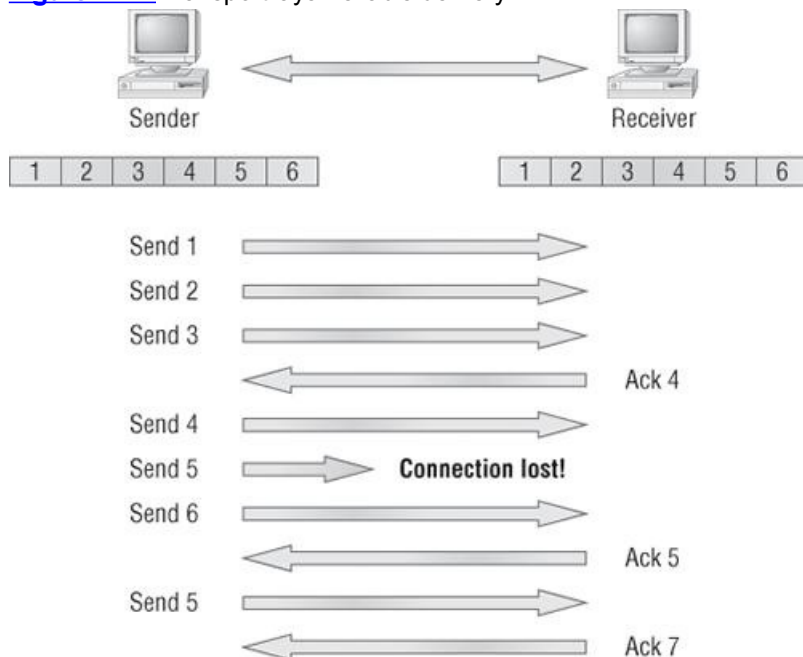 Sender Receiver
1 2 3 4 5 6 1 2 3 4 5 6
Send 1
Send 2
Send 3
Ack 4
Send 4
Send 5 Connection lost!
Send 6
Ack 5
Send 5
Ack 7